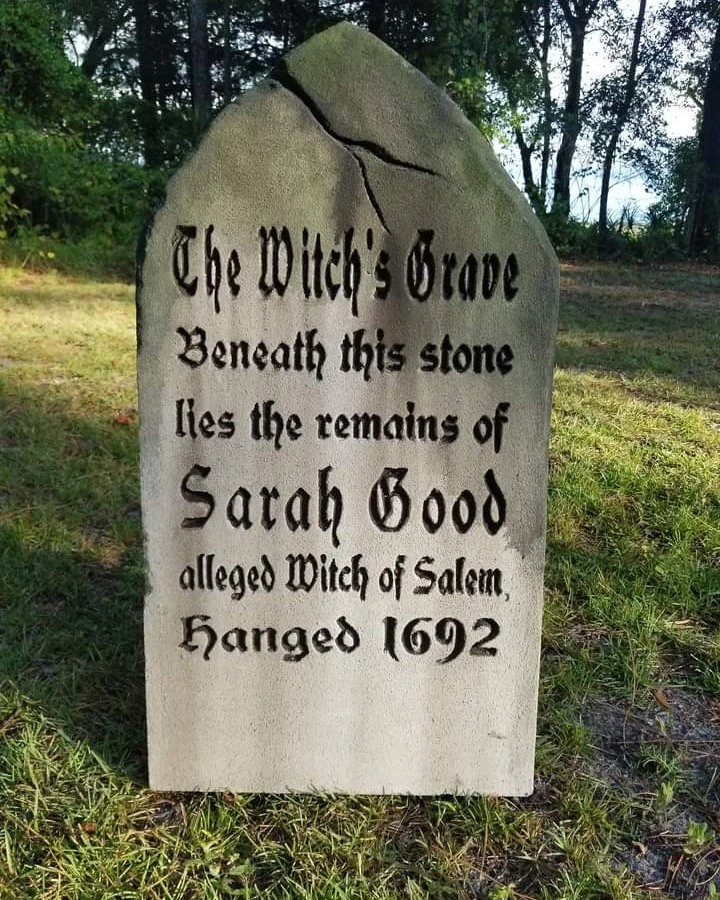 The Witch's Grave
Beneath this stone
lies the remains of
Sarah Good
alleged Witch of Salem,
Hanged 1692